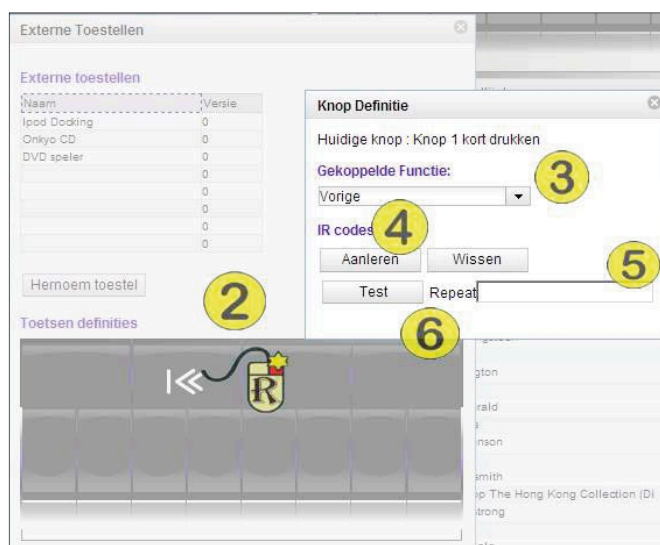 Externe Toestellen
Externe toestellen
Naam Versie
Ipod Docking 0
Onkyo CD 0
DVD speler 0
0
0
0
0
0
Hernoem toestel
2
Toetsen definities
R
Knop Definitie
Huidige knop : Knop 1 kort drukken
Gekoppelde Functie:
3
Vorige
IR codes
4
Aanleren Wissen
5
Test Repeat
6
gton
rald
nson
smith
op The Hong Kong Collection (Di
strong